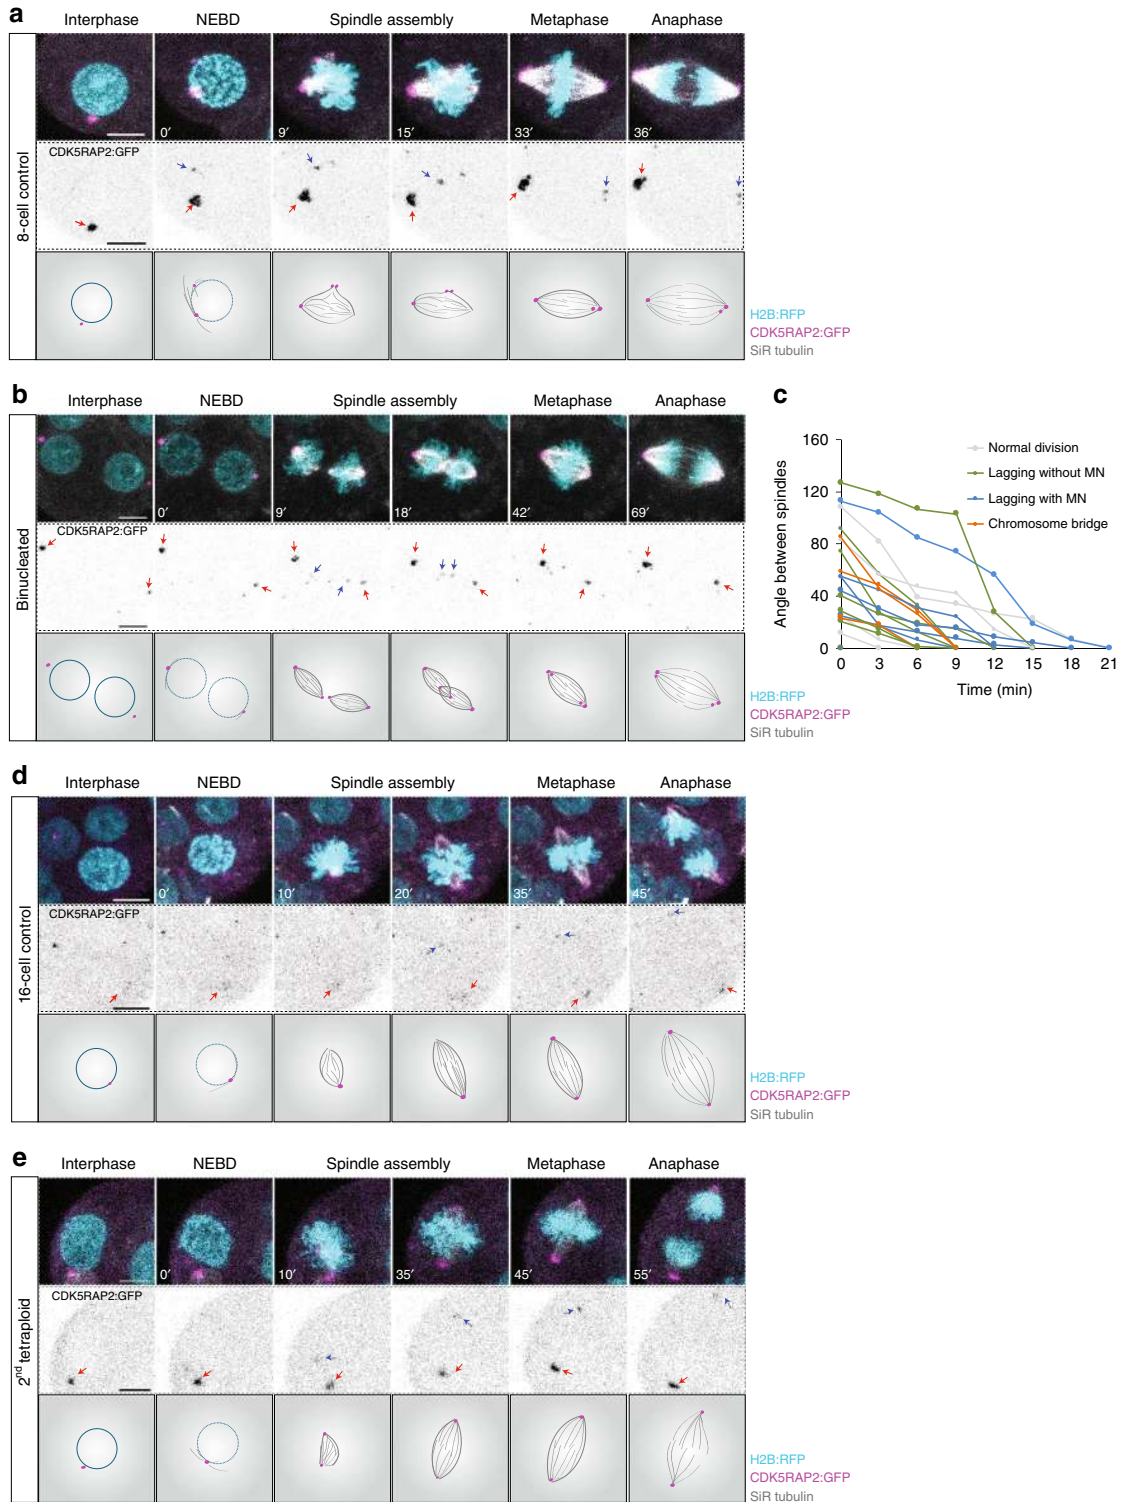 a
Interphase NEBD Spindle assembly Metaphase Anaphase
8-cell control
0′ 9′ 15′ 33′ 36′
CDK5RAP2:GFP
H2B:RFP
CDK5RAP2:GFP
SiR tubulin
b
Interphase NEBD Spindle assembly Metaphase Anaphase
Binucleated
0′ 9′ 18′ 42′ 69′
CDK5RAP2:GFP
H2B:RFP
CDK5RAP2:GFP
SiR tubulin
c
Angle between spindles
160
120
80
40
0
Normal division
Lagging without MN
Lagging with MN
Chromosome bridge
0 3 6 9 12 15 18 21
Time (min)
d
Interphase NEBD Spindle assembly Metaphase Anaphase
16-cell control
0′ 10′ 20′ 35′ 45′
CDK5RAP2:GFP
H2B:RFP
CDK5RAP2:GFP
SiR tubulin
e
Interphase NEBD Spindle assembly Metaphase Anaphase
2nd tetraploid
0′ 10′ 35′ 45′ 55′
CDK5RAP2:GFP
H2B:RFP
CDK5RAP2:GFP
SiR tubulin